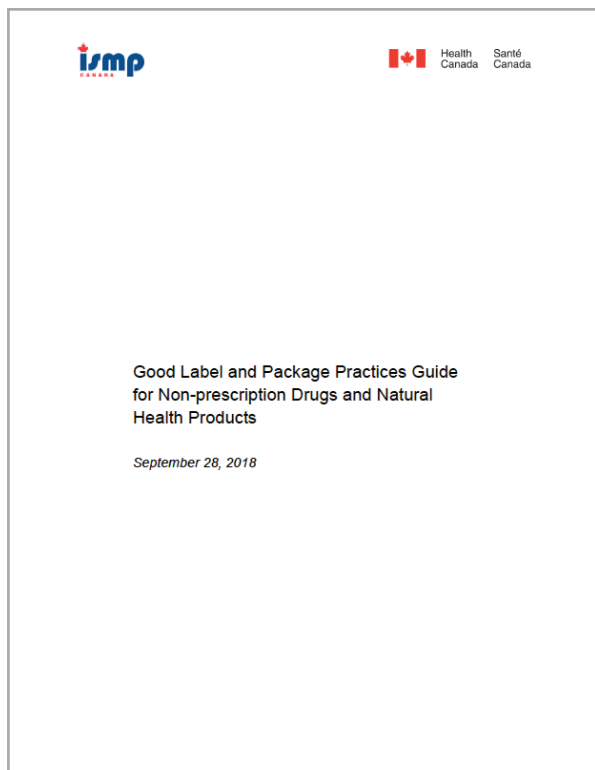 ismp
CANADA
Health Canada
Santé Canada
Good Label and Package Practices Guide
for Non-prescription Drugs and Natural
Health Products
September 28, 2018